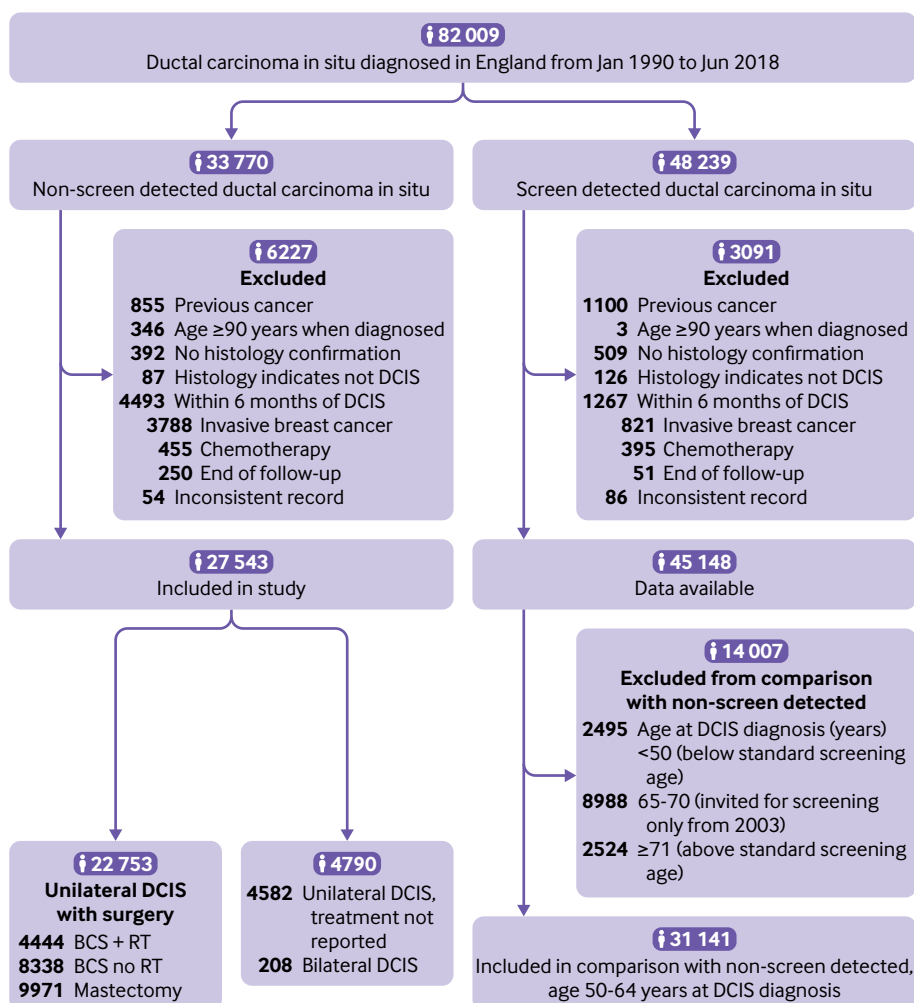 82 009
Ductal carcinoma in situ diagnosed in England from Jan 1990 to Jun 2018
33 770
Non-screen detected ductal carcinoma in situ
48 239
Screen detected ductal carcinoma in situ
6227
Excluded
855 Previous cancer
346 Age ≥90 years when diagnosed
392 No histology confirmation
87 Histology indicates not DCIS
4493 Within 6 months of DCIS
3788 Invasive breast cancer
455 Chemotherapy
250 End of follow-up
54 Inconsistent record
3091
Excluded
1100 Previous cancer
3 Age ≥90 years when diagnosed
509 No histology confirmation
126 Histology indicates not DCIS
1267 Within 6 months of DCIS
821 Invasive breast cancer
395 Chemotherapy
51 End of follow-up
86 Inconsistent record
27 543
Included in study
45 148
Data available
14 007
Excluded from comparison
with non-screen detected
2495 Age at DCIS diagnosis (years)
<50 (below standard screening
age)
8988 65-70 (invited for screening
only from 2003)
2524 ≥71 (above standard screening
age)
22 753
Unilateral DCIS
with surgery
4444 BCS + RT
8338 BCS no RT
9971 Mastectomy
4790
4582 Unilateral DCIS,
treatment not
reported
208 Bilateral DCIS
31 141
Included in comparison with non-screen detected,
age 50-64 years at DCIS diagnosis